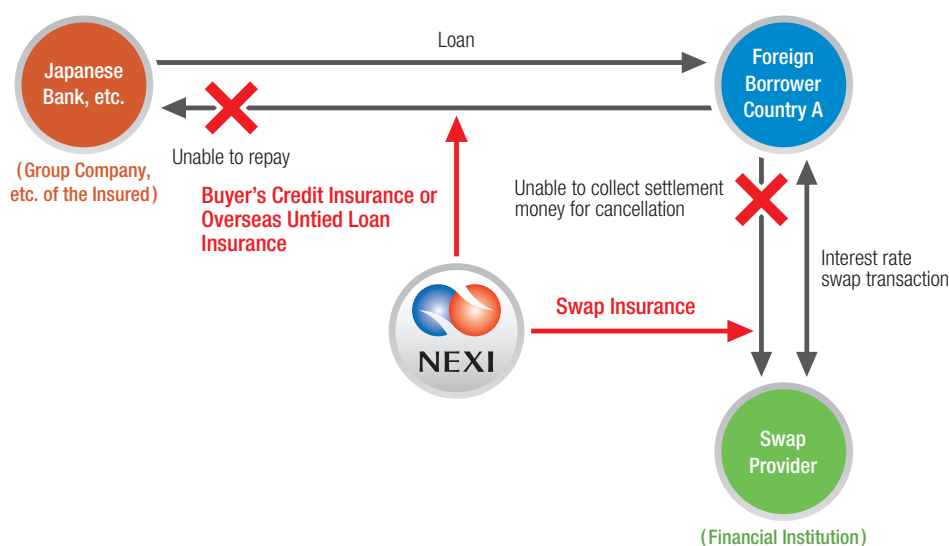 Loan
Japanese
Bank, etc.
Foreign
Borrower
Country A
Unable to repay
(Group Company,
etc. of the Insured)
Buyer's Credit Insurance or
Overseas Untied Loan
Insurance
Unable to collect settlement
money for cancellation
Interest rate
swap transaction
Swap Insurance
NEXI
Swap
Provider
(Financial Institution)